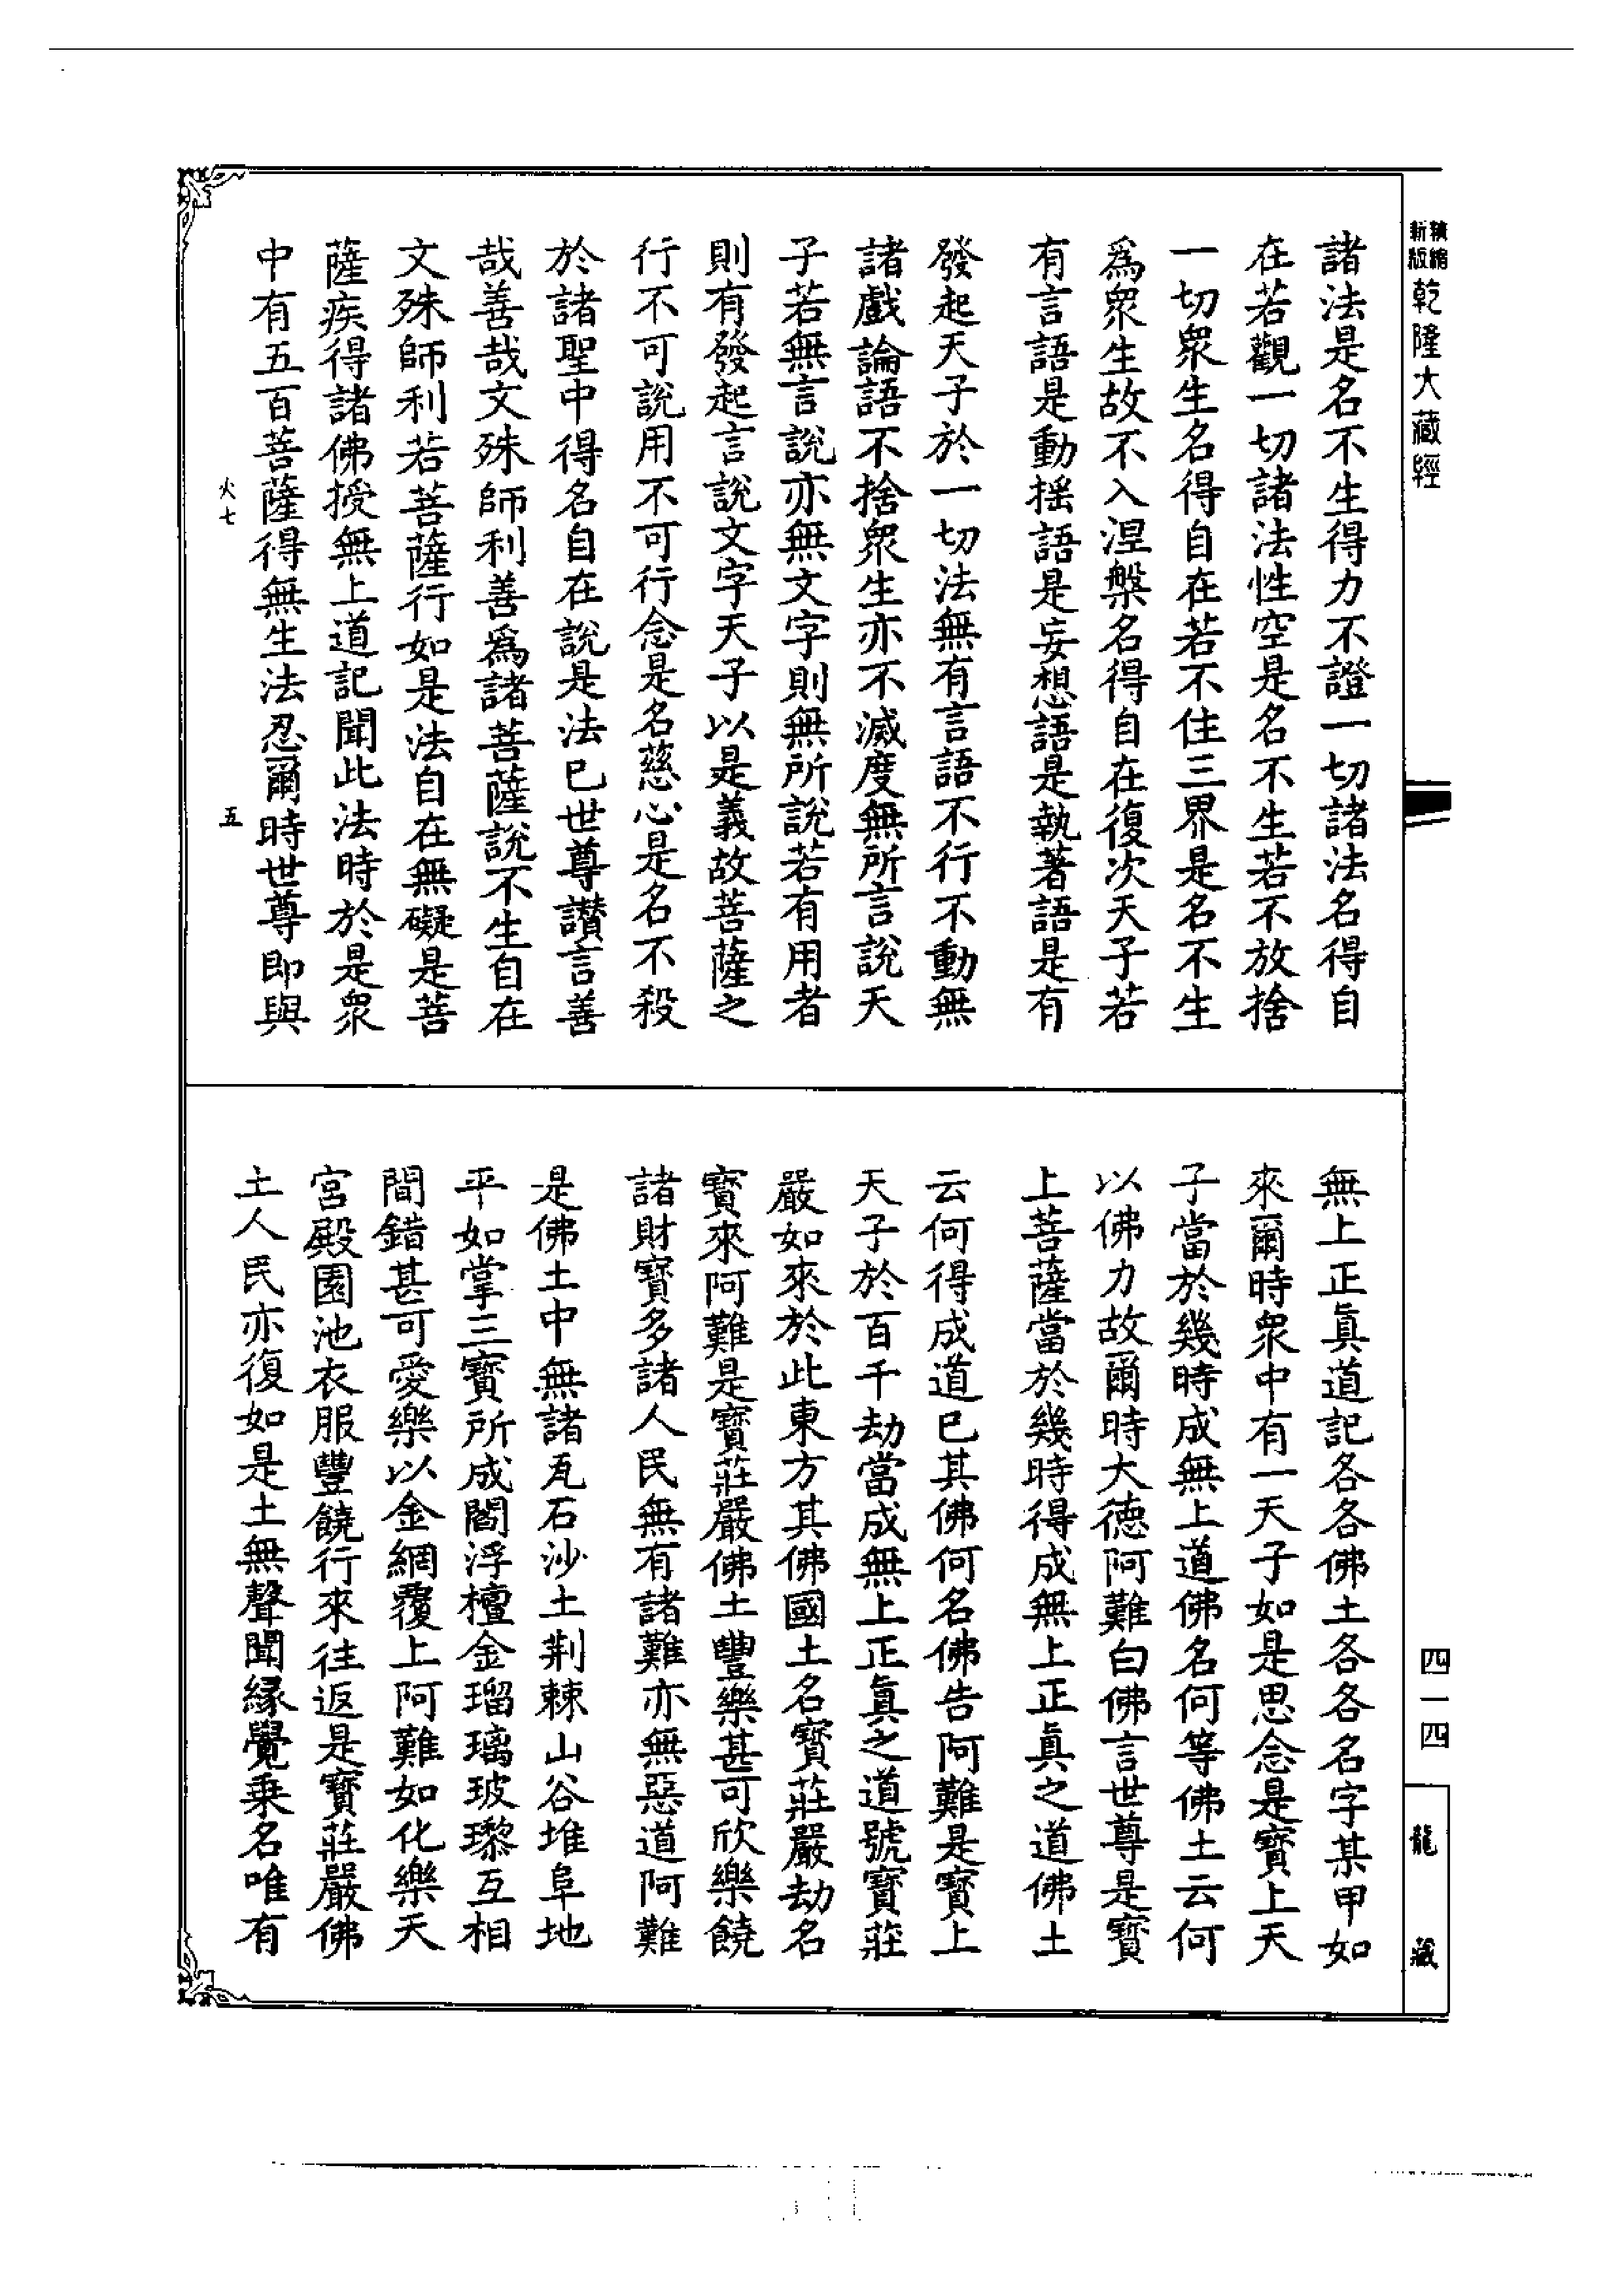 新版精縮乾隆大藏經
諸法是名不生得力不證一切諸法名得自
在若觀一切諸法性空是名不生若不放捨
一切衆生名得自在若不住三界是名不生
爲衆生故不入涅槃名得自在復次天子若
有言語是動揺語是妄想語是執著語是有
發起天子於一切法無有言語不行不動無
諸戲論語不捨衆生亦不滅度無所言說天
子若無言說亦無文字則無所說若有用者
則有發起言說文字天子以是義故菩薩之
行不可說用不可行念是名慈心是名不殺
於諸聖中得名自在說是法已世尊讃言善
哉善哉文殊師利善爲諸菩薩說不生自在
文殊師利若菩薩行如是法自在無礙是菩
薩疾得諸佛授無上道記聞此法時於是衆
中有五百菩薩得無生法忍爾時世尊即與
火七
五
無上正眞道記各各佛土各各名字某甲如
來爾時衆中有一天子如是思念是寶上天
子當於幾時成無上道佛名何等佛土云何
以佛力故爾時大德阿難白佛言世尊是寶
上菩薩當於幾時得成無上正眞之道佛土
云何得成道已其佛何名佛告阿難是寶上
天子於百千劫當成無上正眞之道號寶莊
嚴如來於此東方其佛國土名寶莊嚴劫名
寶來阿難是寶莊嚴佛土豐樂甚可欣樂饒
諸財寶多諸人民無有諸難亦無惡道阿難
是佛土中無諸瓦石沙土荆棘山谷堆阜地
平如掌三寶所成閻浮檀金瑠璃玻瓈互相
間錯甚可愛樂以金網覆上阿難如化樂天
宮殿園池衣服豐饒行來往返是寶莊嚴佛
土人民亦復如是土無聲聞緣覺乗名唯有
四一四
龍藏